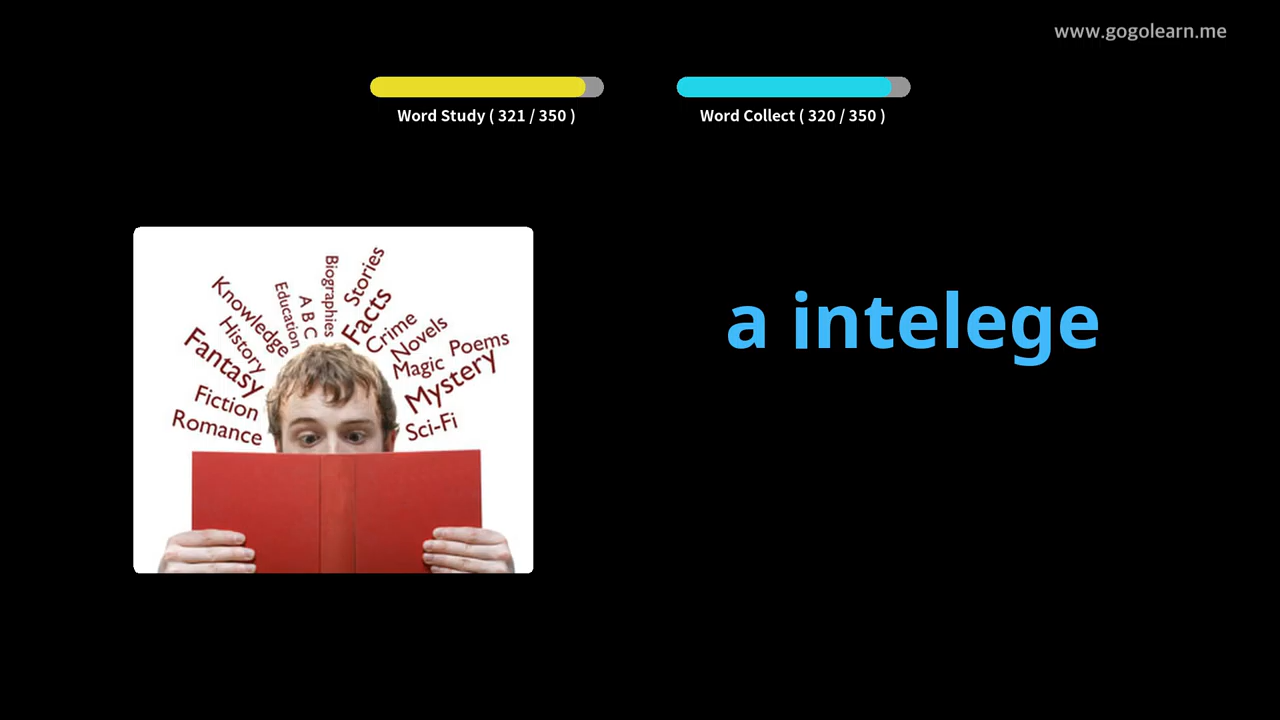 www.gogolearn.me
Word Study ( 321 / 350 )
Word Collect ( 320 / 350 )
a intelege
Romance
Fiction
Fantasy
History
Knowledge
Education
A B C
Biographies
Stories
Facts
Crime
Novels
Magic
Poems
Mystery
Sci-Fi